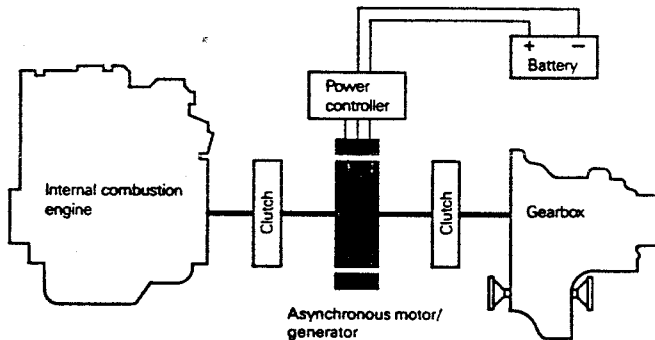 + −
Battery
Power
controller
Internal combustion
engine
Clutch
Clutch
Gearbox
Asynchronous motor/
generator